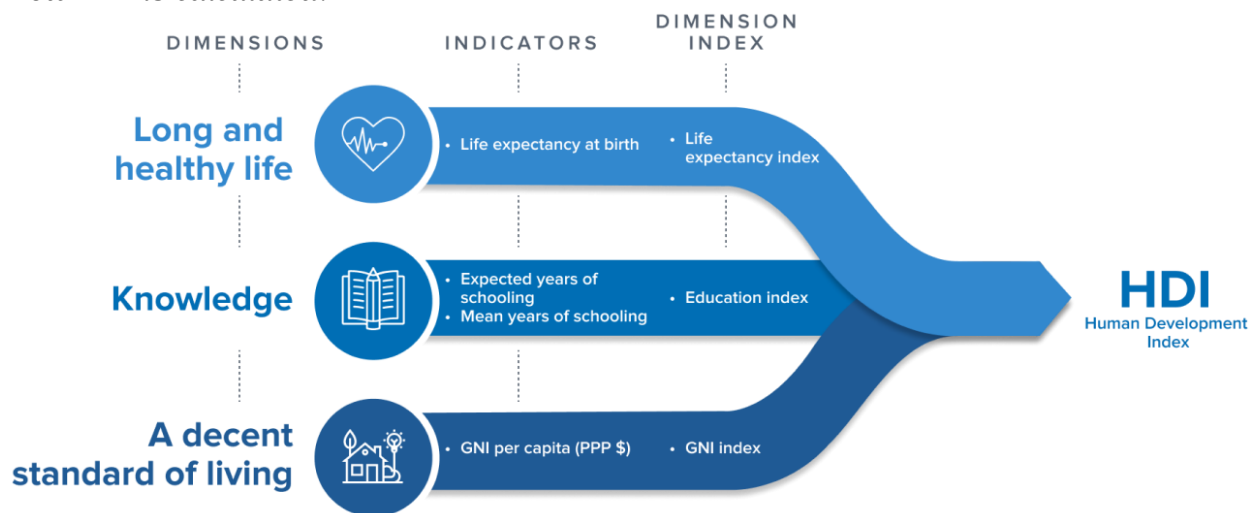 DIMENSIONS
INDICATORS
DIMENSION
INDEX
Long and
healthy life
• Life expectancy at birth
• Life
expectancy index
Knowledge
• Expected years of
schooling
• Mean years of schooling
• Education index
HDI
Human Development
Index
A decent
standard of living
• GNI per capita (PPP $)
• GNI index